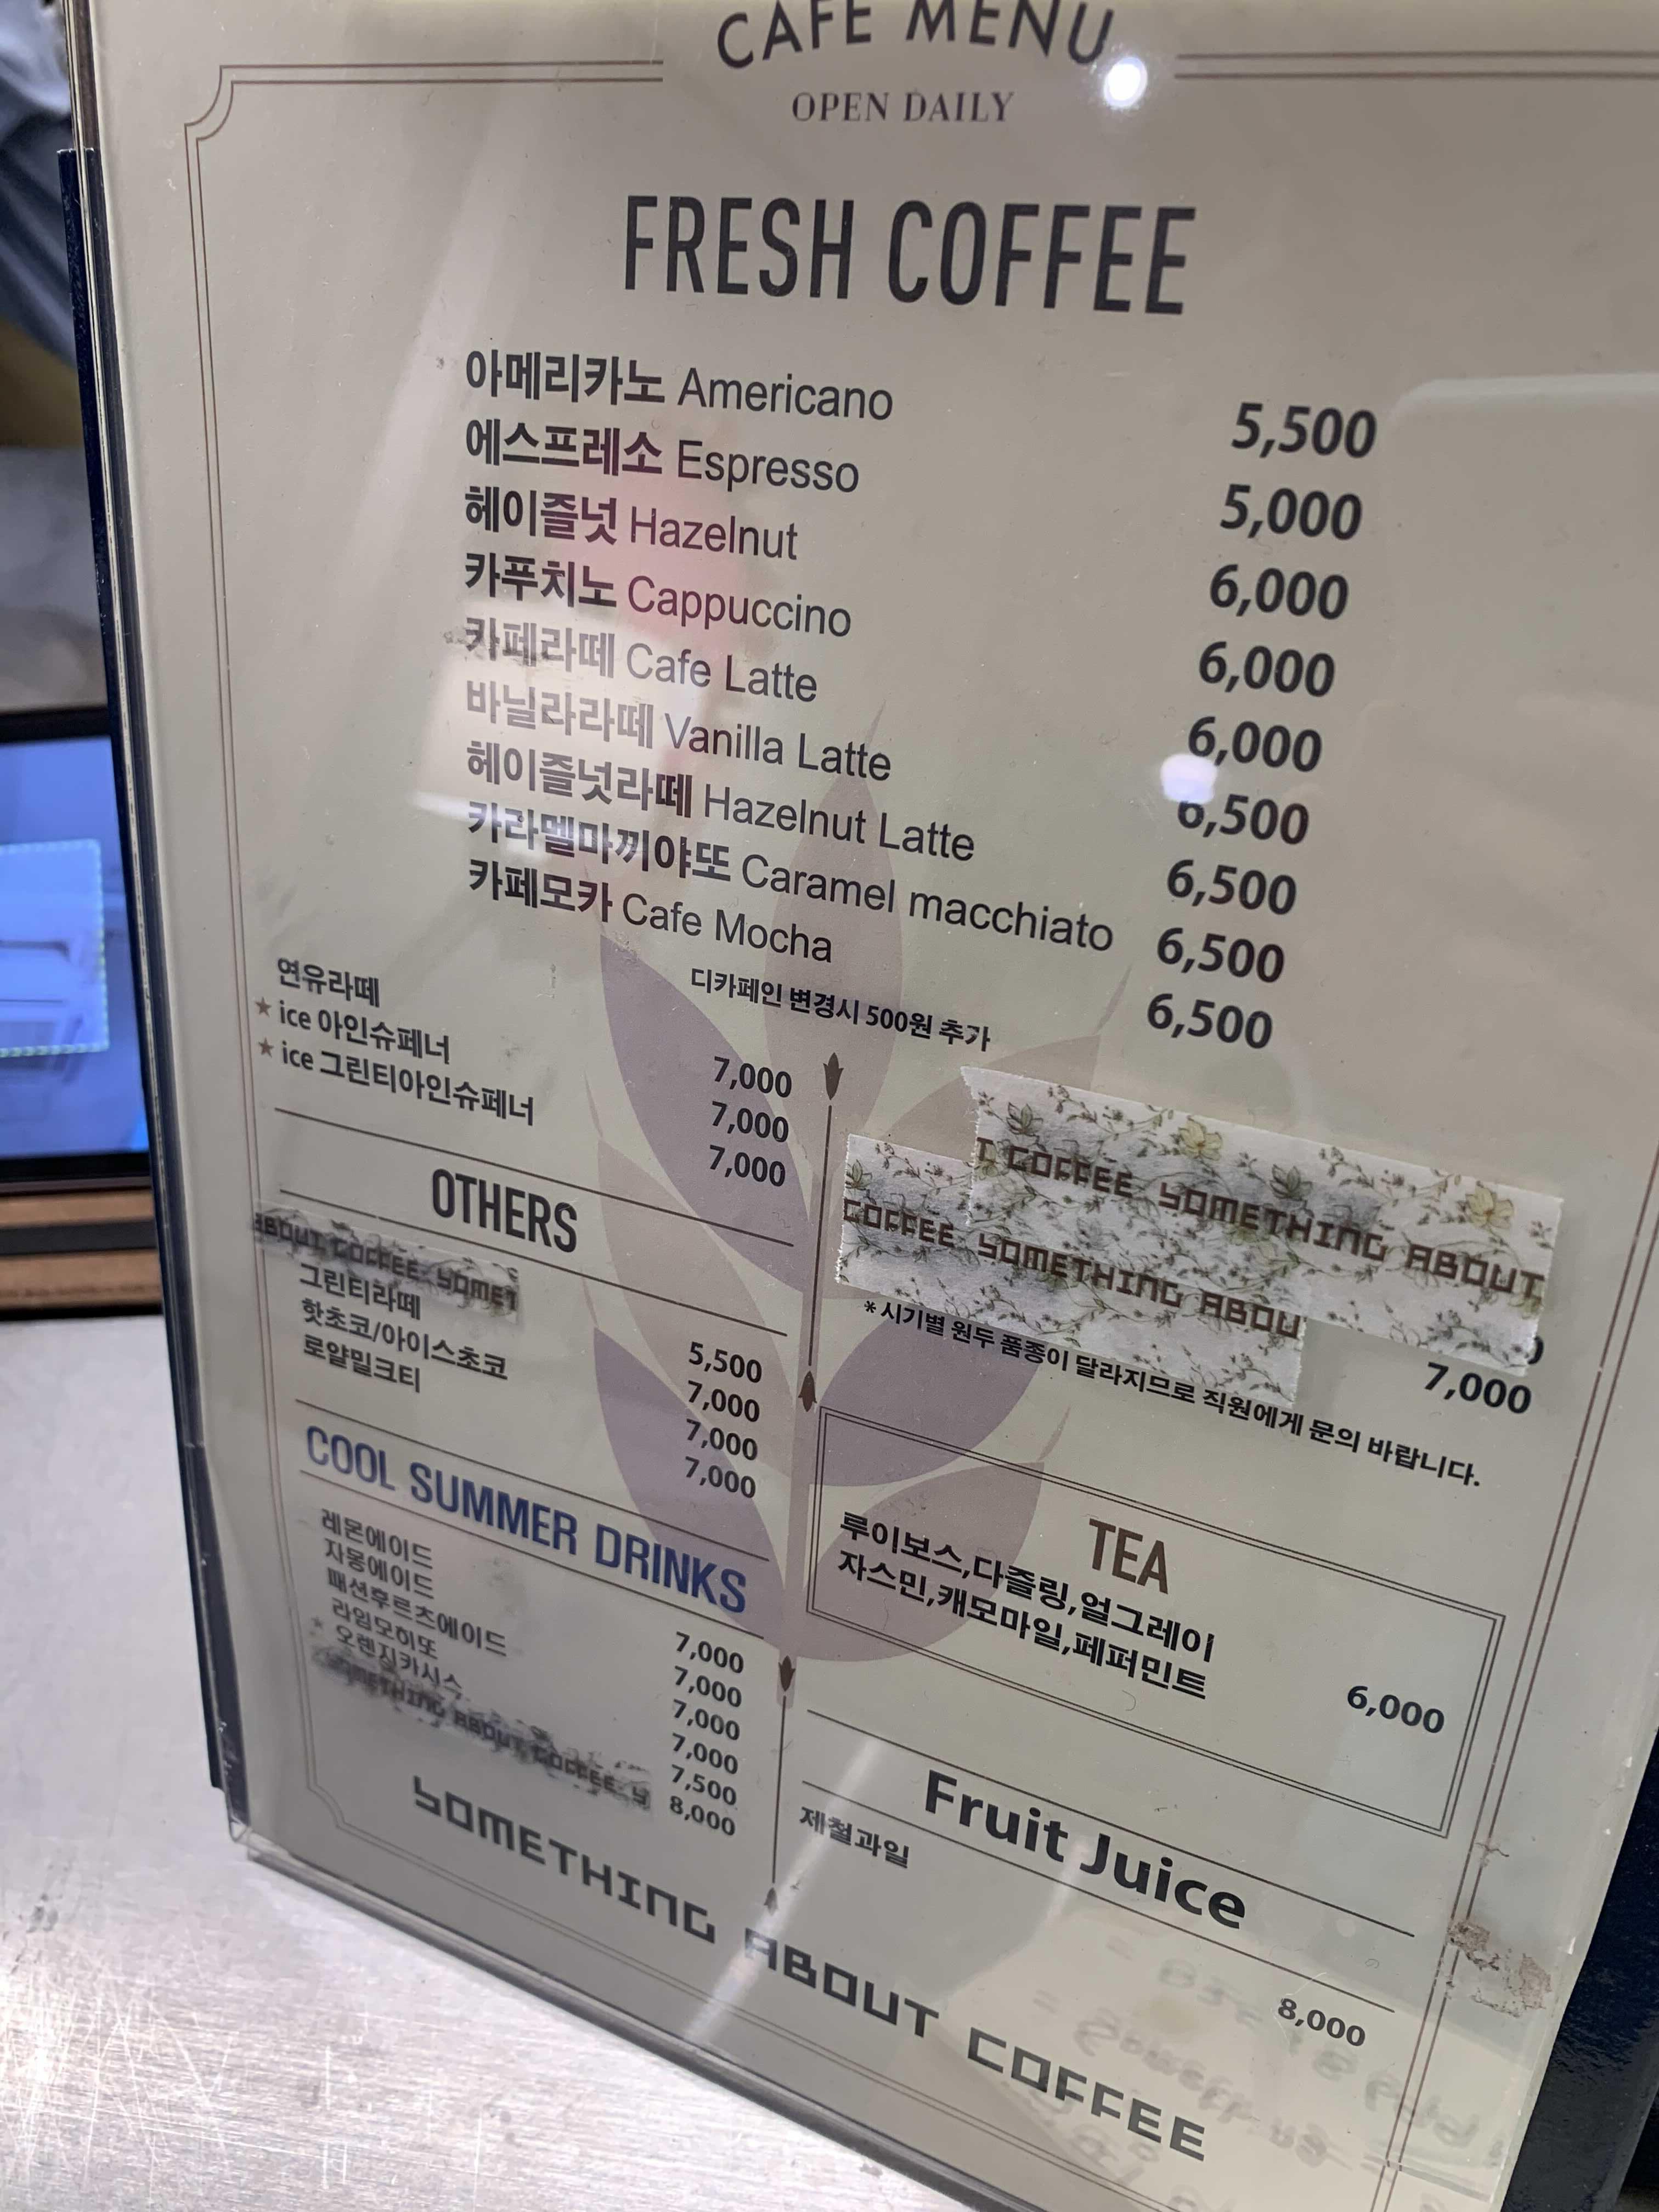 CAFE MENU
OPEN DAILY
FRESH COFFEE
아메리카노 Americano 5,500
에스프레소 Espresso 5,000
헤이즐넛 Hazelnut 6,000
카푸치노 Cappuccino 6,000
카페라떼 Cafe Latte 6,000
바닐라라떼 Vanilla Latte 6,500
헤이즐넛라떼 Hazelnut Latte 6,500
카라멜마끼야또 Caramel macchiato 6,500
카페모카 Cafe Mocha 6,500
디카페인 변경시 500원 추가
연유라떼 7,000
★ ice 아인슈페너 7,000
★ ice 그린티아인슈페너 7,000
OTHERS
ABOUT COFFEE SOMET 5,500
그린티라떼 7,000
핫초코/아이스초코 7,000
로얄밀크티 7,000
COOL SUMMER DRINKS
레몬에이드 7,000
자몽에이드 7,000
패션후르츠에이드 7,000
라임모히또 7,000
오렌지카시스 7,500
SOMETHING ABOUT COFFEE 8,000
T COFFEE SOMETHING ABOUT
COFFEE SOMETHING ABOU
7,000
* 시기별 원두 품종이 달라지므로 직원에게 문의 바랍니다.
TEA
루이보스,다즐링,얼그레이
자스민,캐모마일,페퍼민트
6,000
Fruit Juice
제철과일 8,000
SOMETHING ABOUT COFFEE